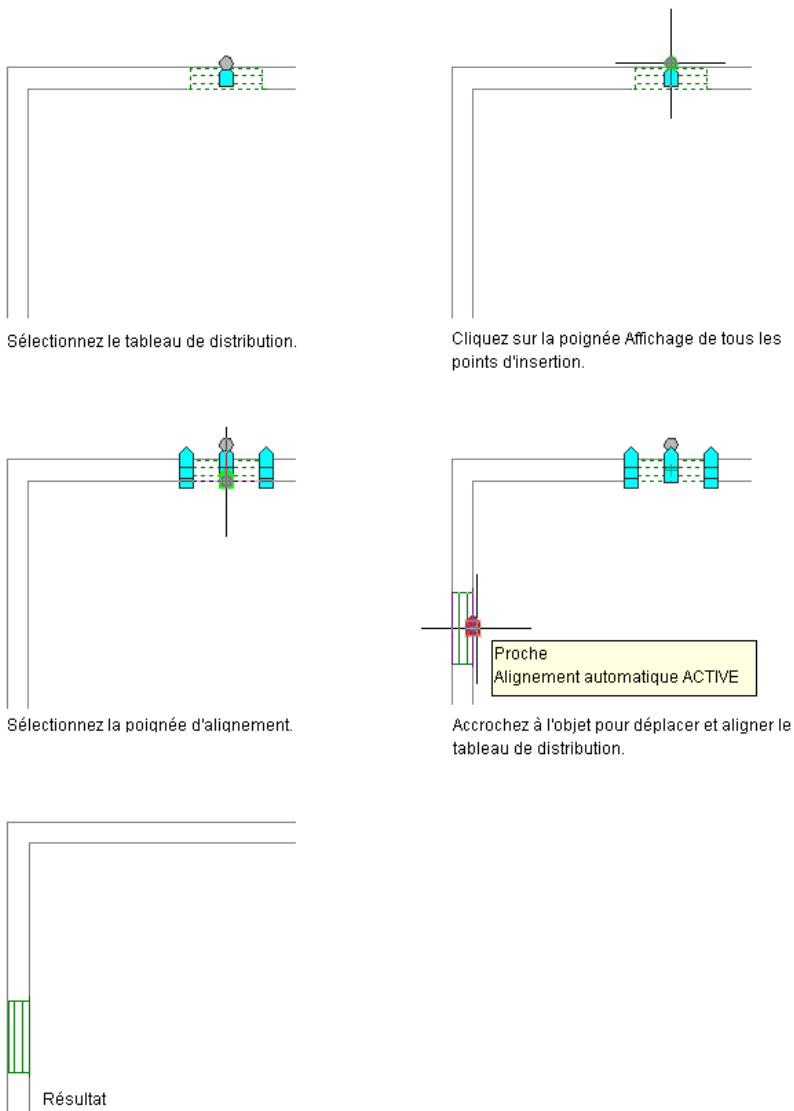 Sélectionnez le tableau de distribution.
Cliquez sur la poignée Affichage de tous les
points d'insertion.
Sélectionnez la poignée d'alignement.
Proche
Alignement automatique ACTIVE
Accrochez à l'objet pour déplacer et aligner le
tableau de distribution.
Résultat